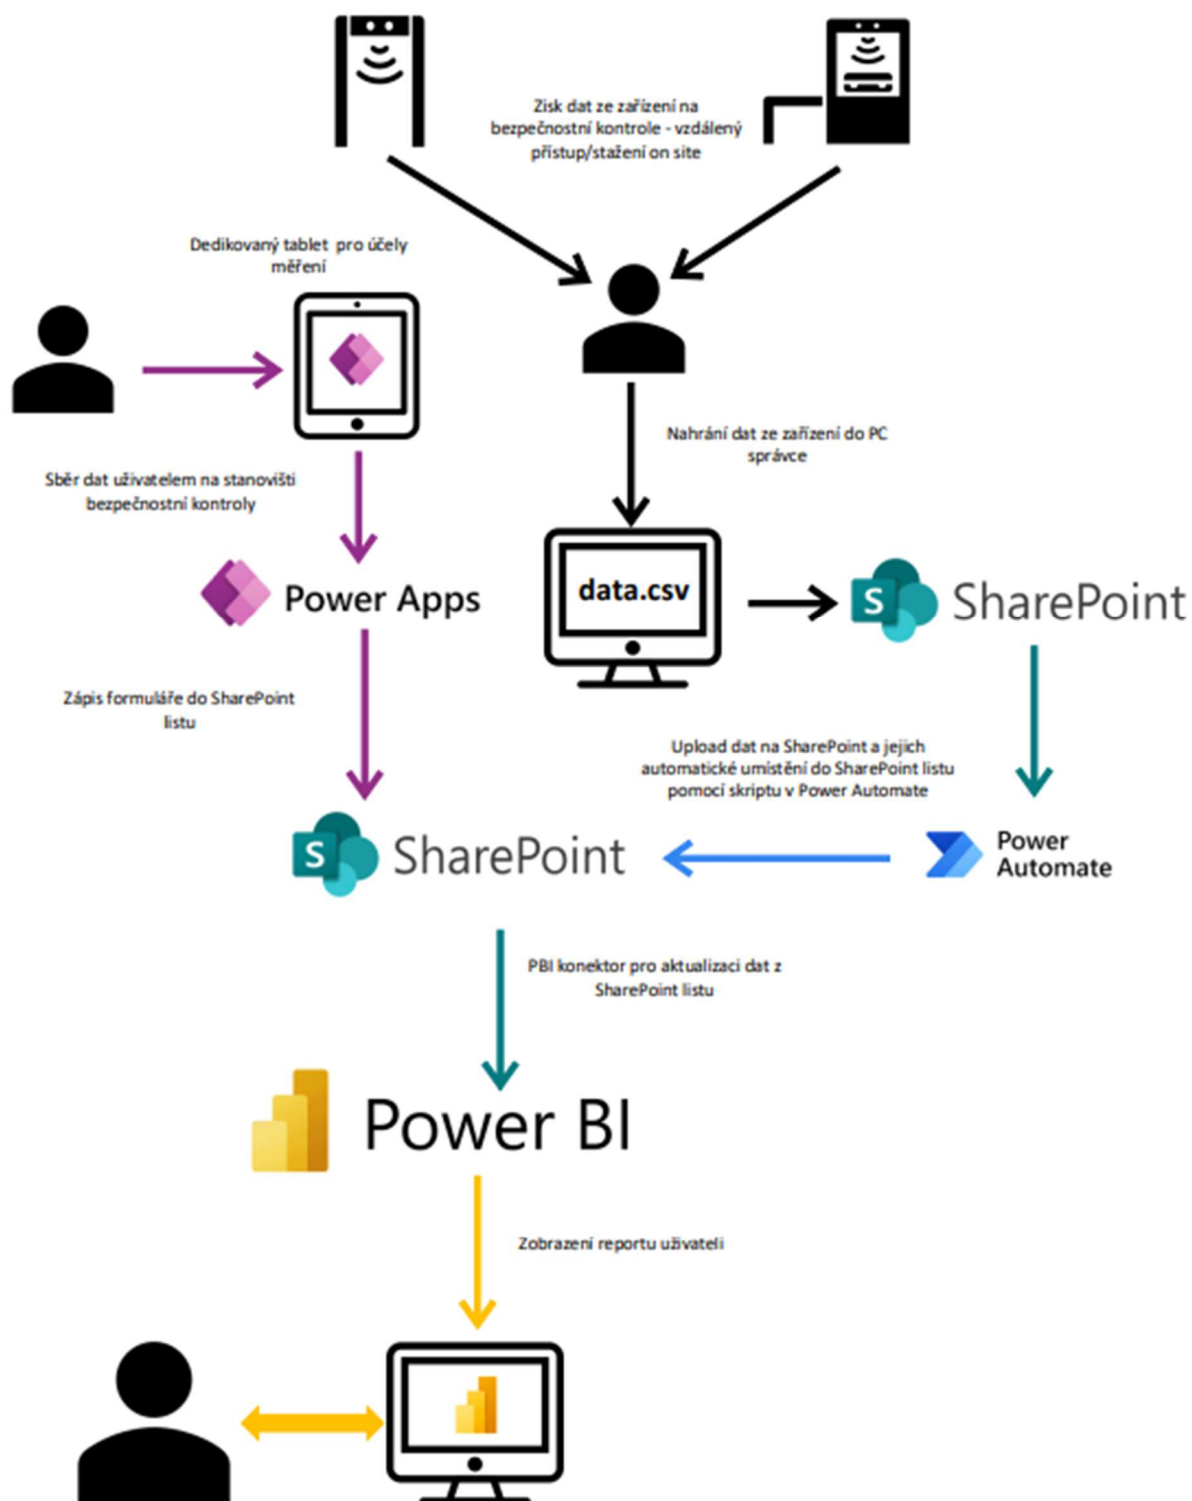 Zisk dat ze zařízení na
bezpečnostní kontrole - vzdálený
přístup/stažení on site
Dedikovaný tablet pro účely
měření
Nahrání dat ze zařízení do PC
správce
Sběr dat uživatelem na stanovišti
bezpečnostní kontroly
Power Apps
data.csv
S SharePoint
Zápis formuláře do SharePoint
listu
Upload dat na SharePoint a jejich
automatické umístění do SharePoint listu
pomocí skriptu v Power Automate
S SharePoint
Power
Automate
PBI konektor pro aktualizaci dat z
SharePoint listu
Power BI
Zobrazení reportu uživateli